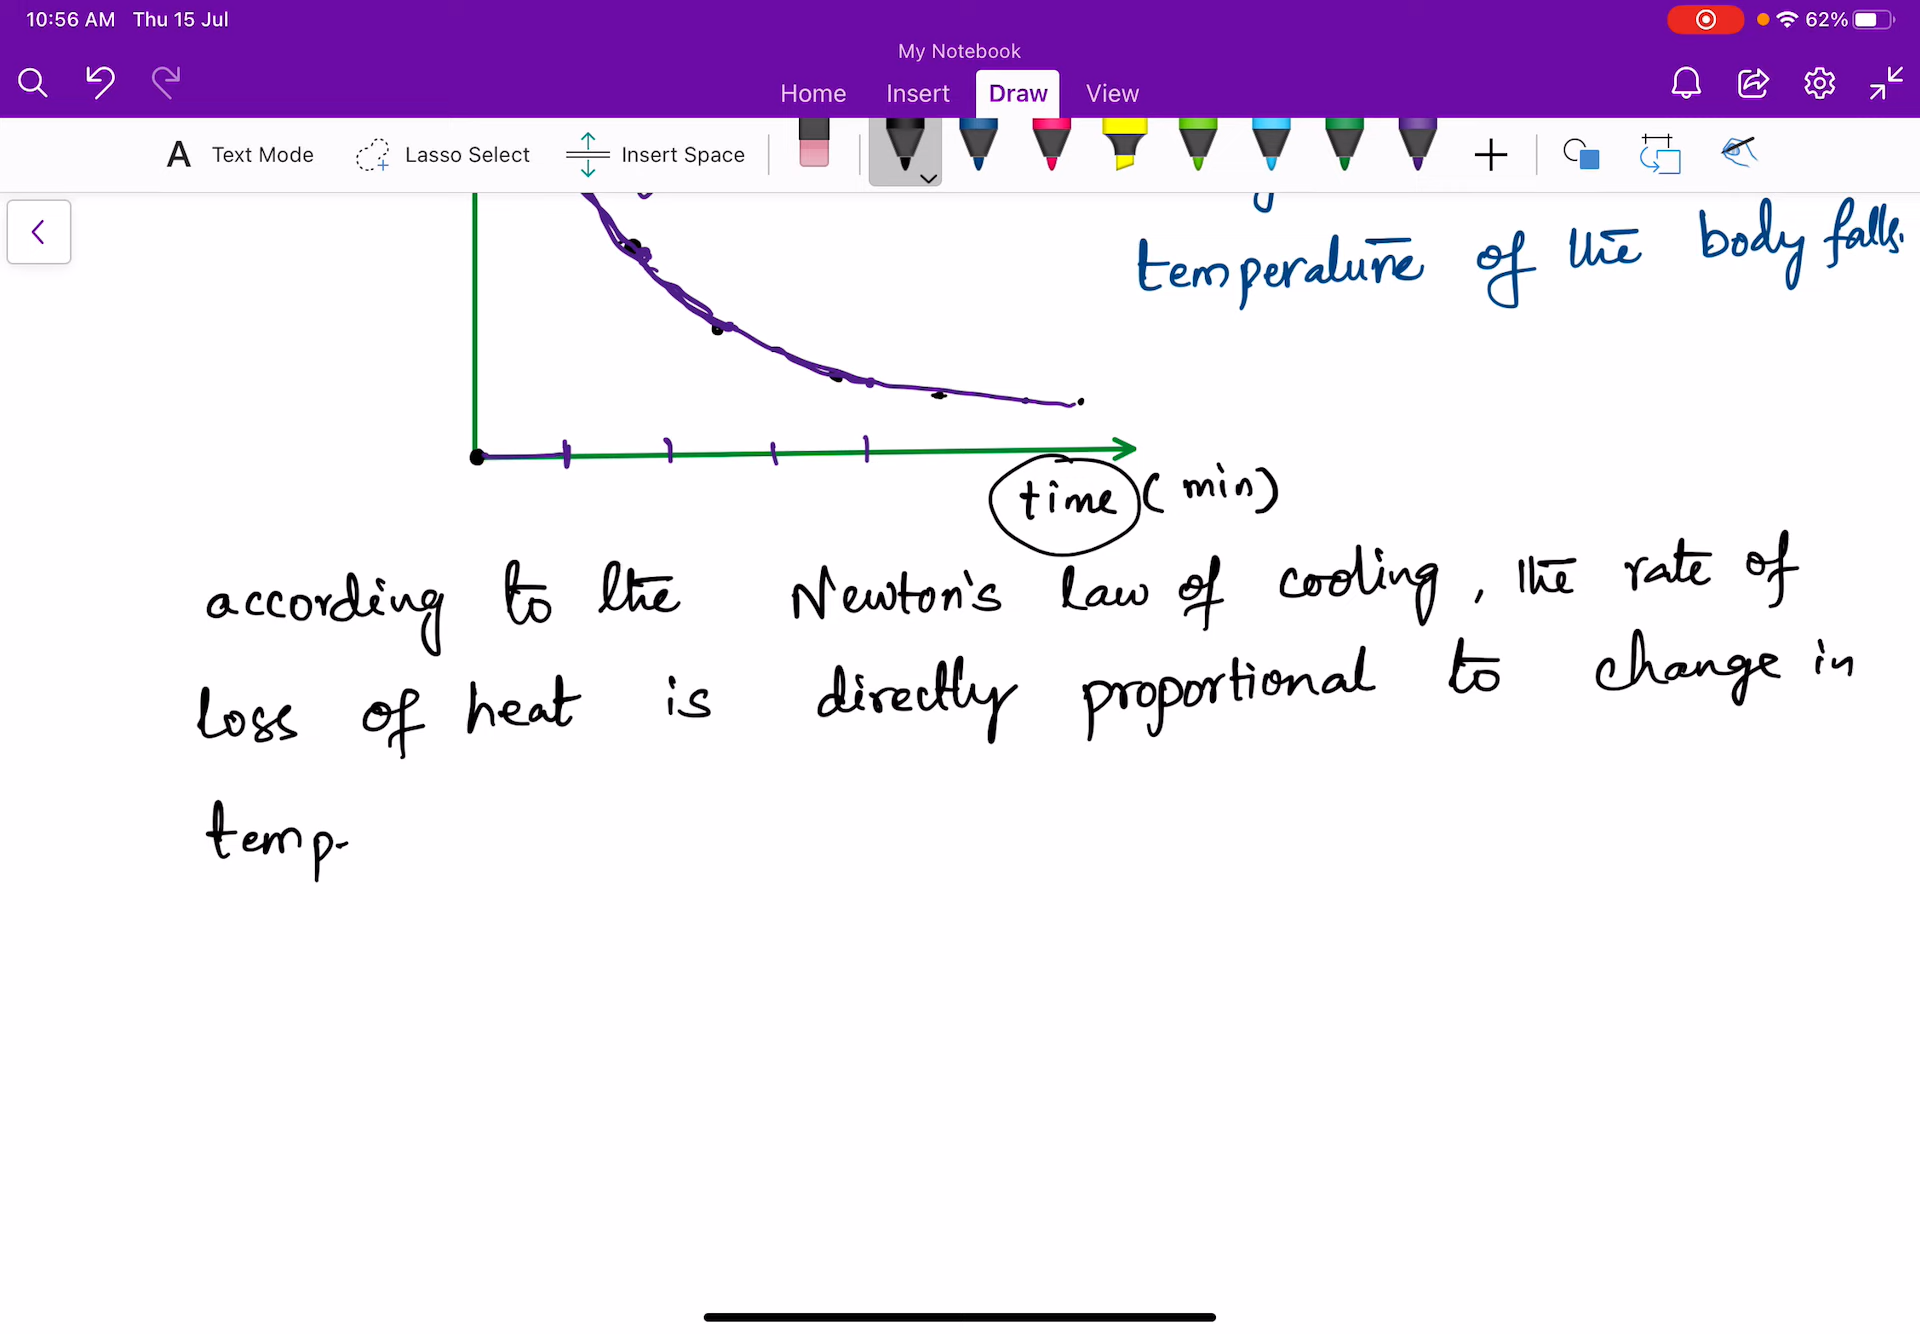 10:56 AM Thu 15 Jul
62%
My Notebook
Home Insert Draw View
A Text Mode Lasso Select Insert Space
temperature of the body falls.
time (min)
according to the Newton's law of cooling, the rate of
loss of heat is directly proportional to change in
temp.